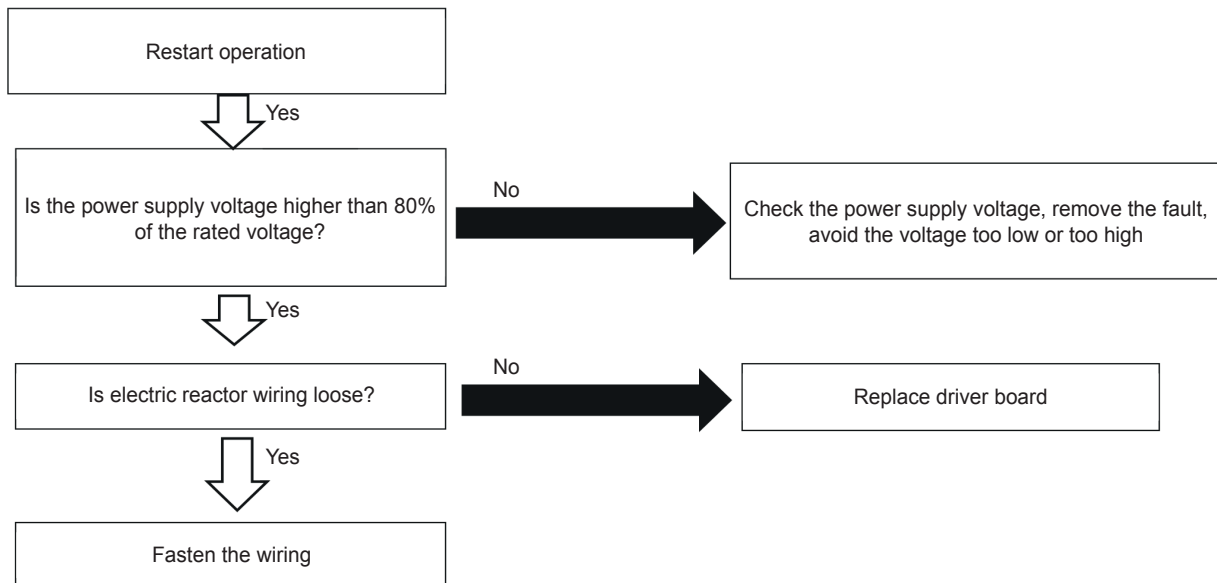 Restart operation
Yes
Is the power supply voltage higher than 80%
of the rated voltage?
No
Check the power supply voltage, remove the fault,
avoid the voltage too low or too high
Yes
Is electric reactor wiring loose?
No
Replace driver board
Yes
Fasten the wiring